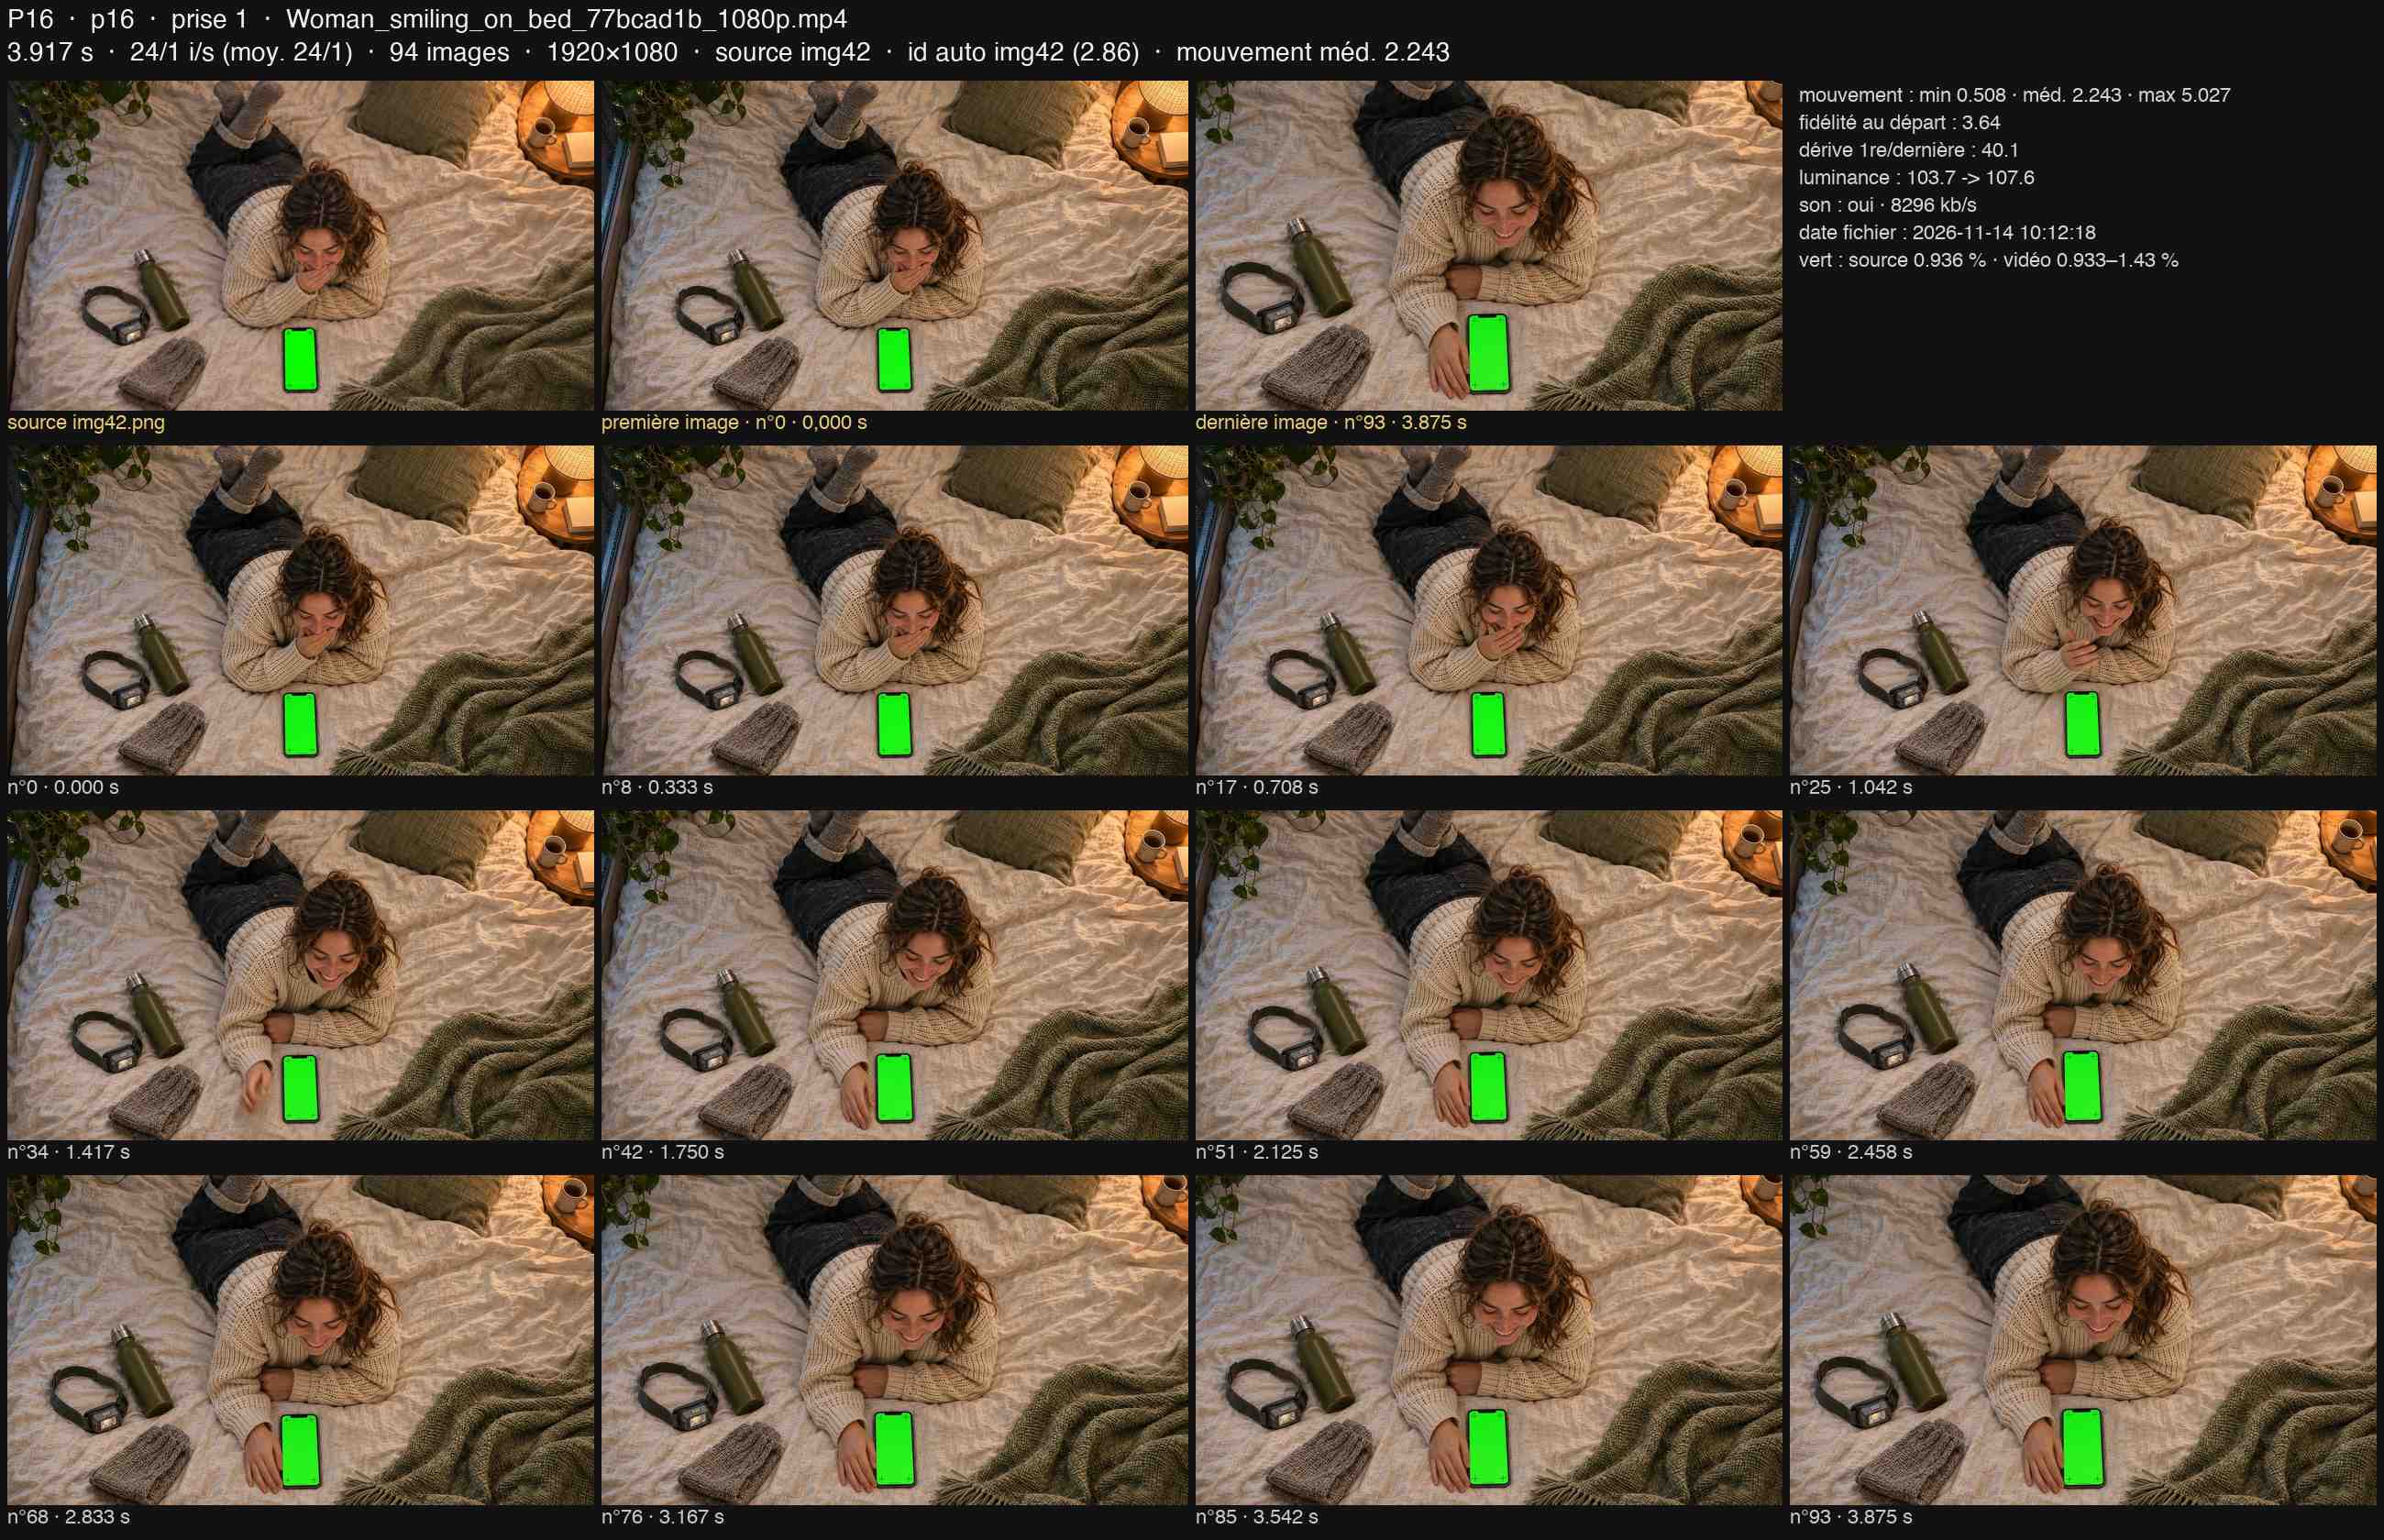 P16 · p16 · prise 1 · Woman_smiling_on_bed_77bcad1b_1080p.mp4
3.917 s · 24/1 i/s (moy. 24/1) · 94 images · 1920×1080 · source img42 · id auto img42 (2.86) · mouvement méd. 2.243
mouvement : min 0.508 · méd. 2.243 · max 5.027
fidélité au départ : 3.64
dérive 1re/dernière : 40.1
luminance : 103.7 -> 107.6
son : oui · 8296 kb/s
date fichier : 2026-11-14 10:12:18
vert : source 0.936 % · vidéo 0.933–1.43 %
source img42.png
première image · n°0 · 0,000 s
dernière image · n°93 · 3.875 s
n°0 · 0.000 s
n°8 · 0.333 s
n°17 · 0.708 s
n°25 · 1.042 s
n°34 · 1.417 s
n°42 · 1.750 s
n°51 · 2.125 s
n°59 · 2.458 s
n°68 · 2.833 s
n°76 · 3.167 s
n°85 · 3.542 s
n°93 · 3.875 s